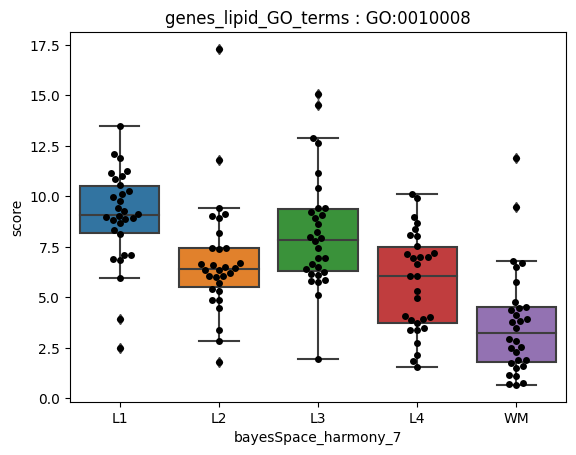 genes_lipid_GO_terms : GO:0010008
17.5
15.0
12.5
10.0
7.5
5.0
2.5
0.0
score
L1 L2 L3 L4 WM
bayesSpace_harmony_7